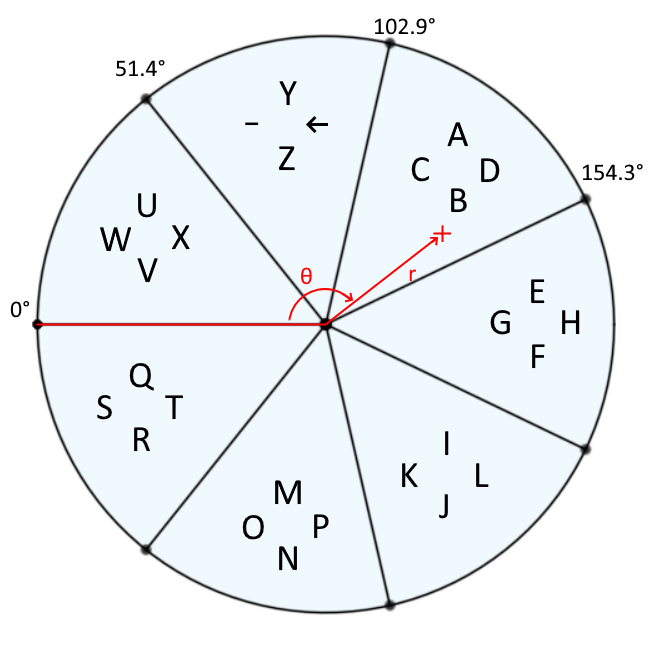 102.9°
51.4°
Y
– ←
Z
A
C D
B
154.3°
U
W X
V
θ
r
0°
E
G H
F
Q
S T
R
I
K L
J
M
O P
N